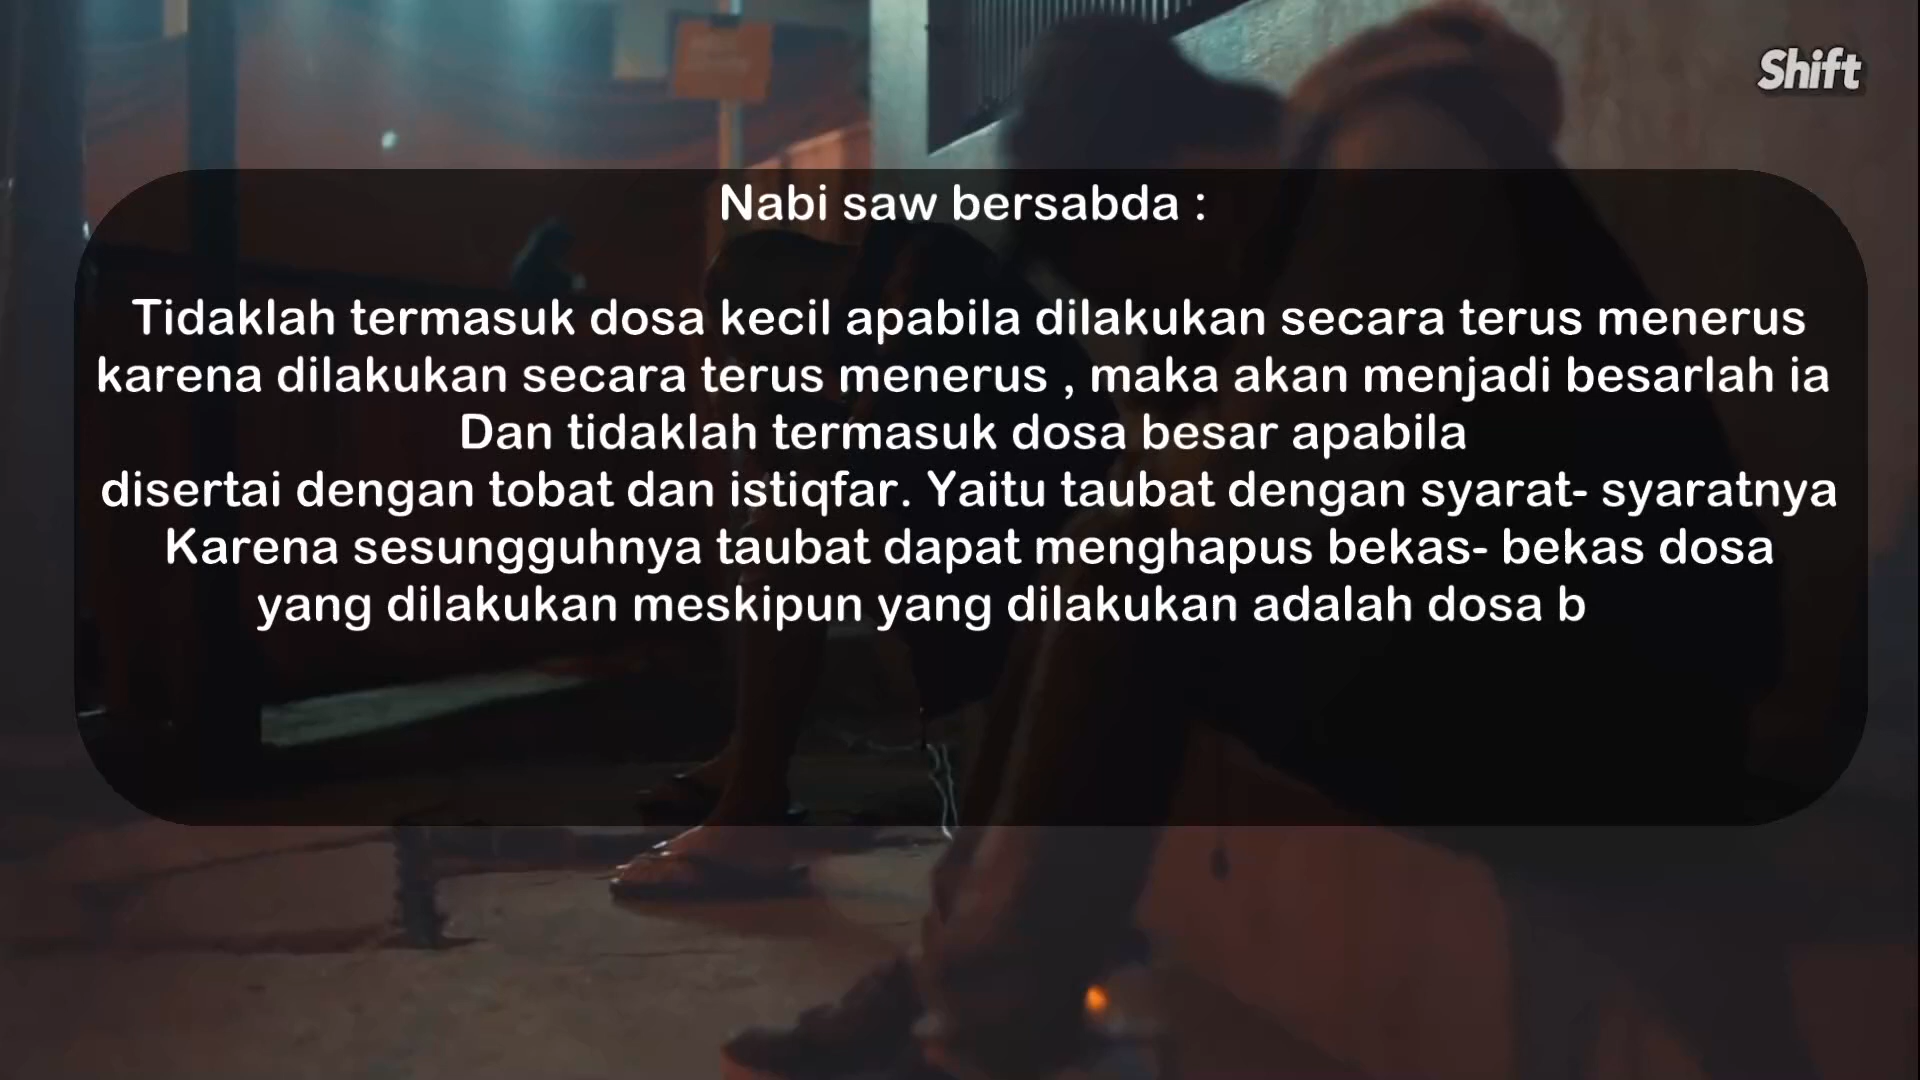 Shift
Nabi saw bersabda :
Tidaklah termasuk dosa kecil apabila dilakukan secara terus menerus
karena dilakukan secara terus menerus , maka akan menjadi besarlah ia
Dan tidaklah termasuk dosa besar apabila
disertai dengan tobat dan istiqfar. Yaitu taubat dengan syarat- syaratnya
Karena sesungguhnya taubat dapat menghapus bekas- bekas dosa
yang dilakukan meskipun yang dilakukan adalah dosa b